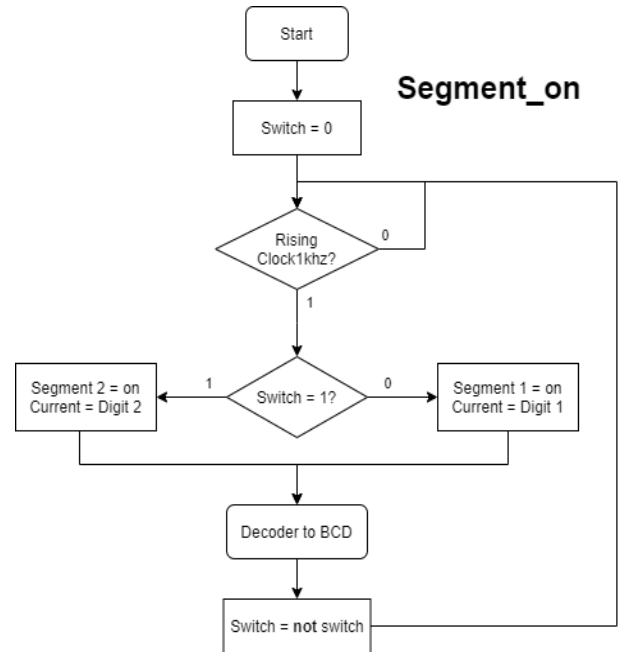 Start
Segment_on
Switch = 0
Rising
Clock1khz?
0
1
Segment 2 = on
Current = Digit 2
1
Switch = 1?
0
Segment 1 = on
Current = Digit 1
Decoder to BCD
Switch = not switch